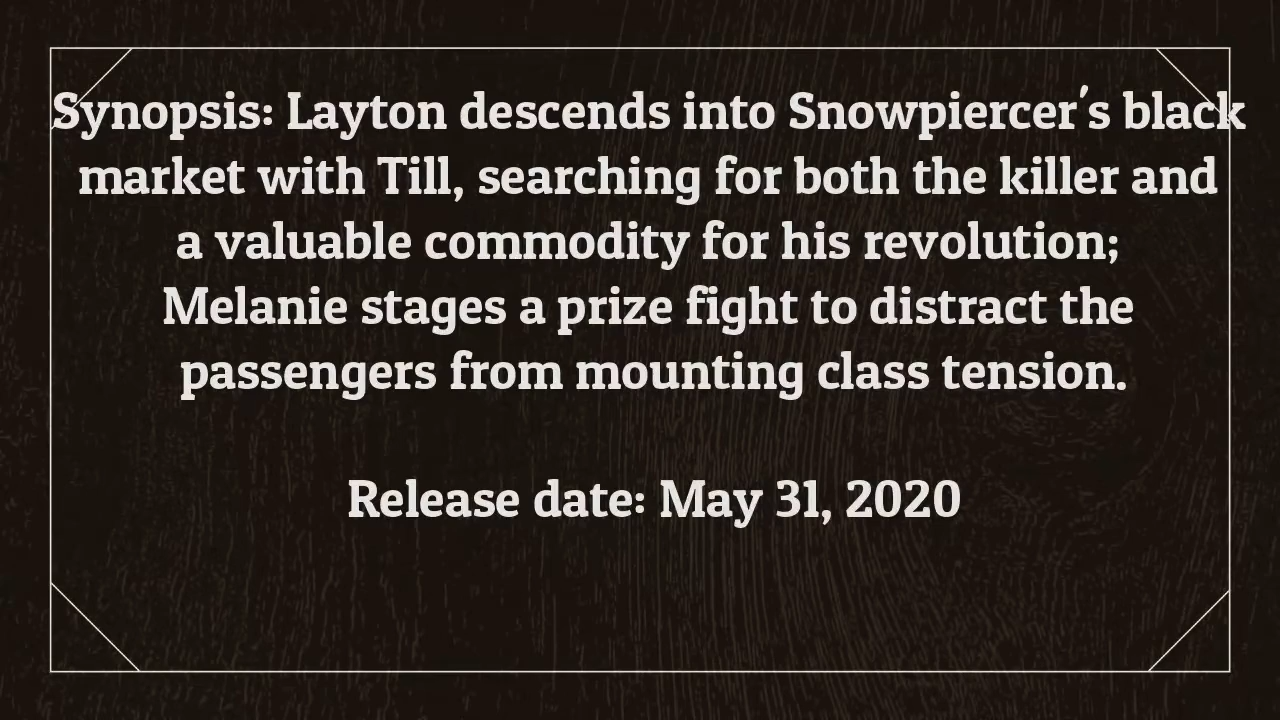 Synopsis: Layton descends into Snowpiercer's black
market with Till, searching for both the killer and
a valuable commodity for his revolution;
Melanie stages a prize fight to distract the
passengers from mounting class tension.
Release date: May 31, 2020